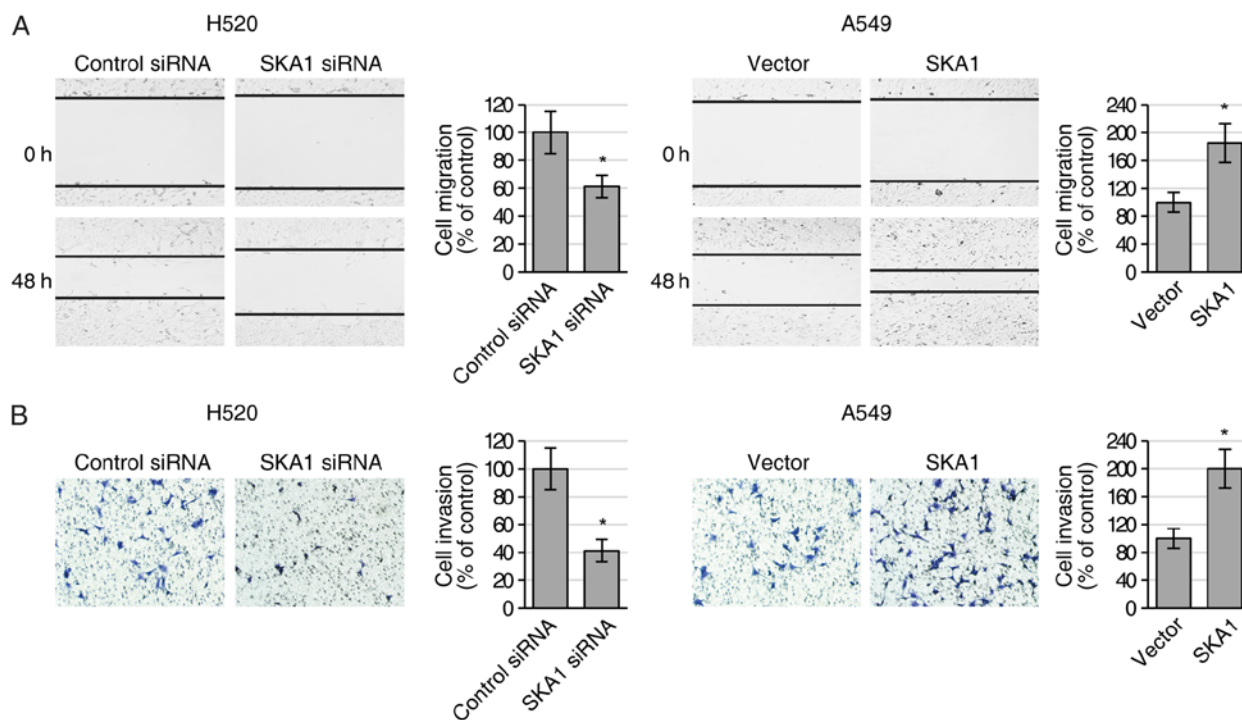 A
H520
A549
Control siRNA
SKA1 siRNA
Vector
SKA1
0 h
48 h
Cell migration
(% of control)
120
100
80
60
40
20
0
*
Control siRNA
SKA1 siRNA
0 h
48 h
Cell migration
(% of control)
240
200
160
120
80
40
0
*
Vector
SKA1
B
H520
A549
Control siRNA
SKA1 siRNA
Vector
SKA1
Cell invasion
(% of control)
120
100
80
60
40
20
0
*
Control siRNA
SKA1 siRNA
Cell invasion
(% of control)
240
200
160
120
80
40
0
*
Vector
SKA1